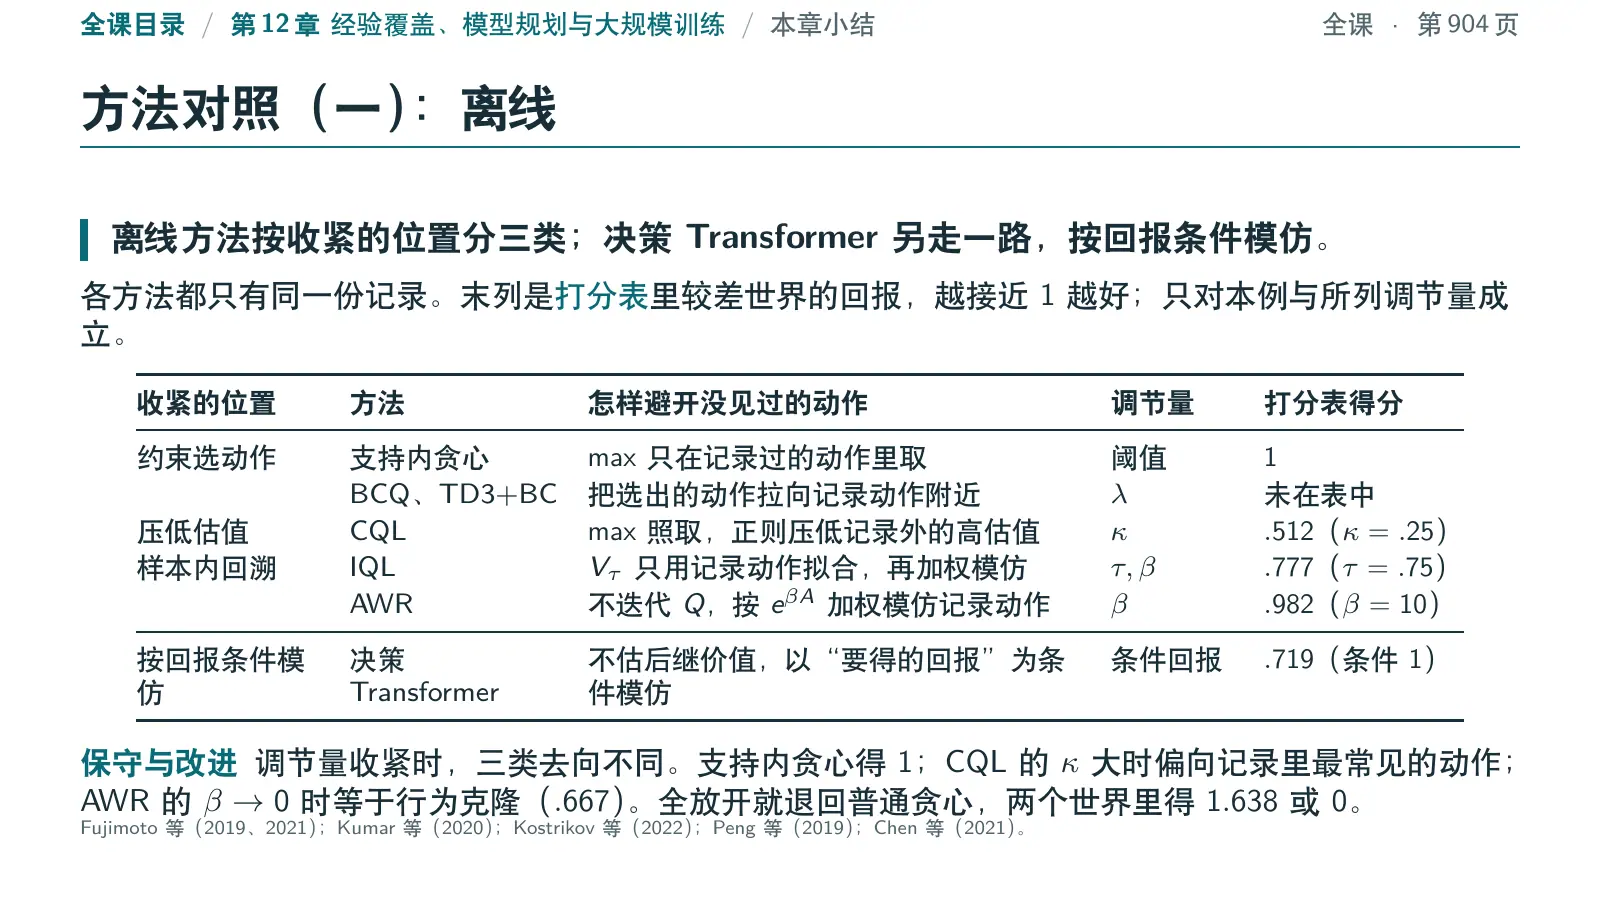 全课目录 / 第 12 章 经验覆盖、模型规划与大规模训练 / 本章小结
全课 · 第 904 页
方法对照（一）：离线
离线方法按收紧的位置分三类；决策 Transformer 另走一路，按回报条件模仿。
各方法都只有同一份记录。末列是打分表里较差世界的回报，越接近 1 越好；只对本例与所列调节量成
立。
收紧的位置 方法 怎样避开没见过的动作 调节量 打分表得分
约束选动作 支持内贪心 max 只在记录过的动作里取 阈值 1
BCQ、TD3+BC 把选出的动作拉向记录动作附近 λ 未在表中
压低估值 CQL max 照取，正则压低记录外的高估值 κ .512（κ = .25）
样本内回溯 IQL Vτ 只用记录动作拟合，再加权模仿 τ, β .777（τ = .75）
AWR 不迭代 Q，按 e^{βA} 加权模仿记录动作 β .982（β = 10）
按回报条件模 决策 不估后继价值，以“要得的回报”为条 条件回报 .719（条件 1）
仿 Transformer 件模仿
保守与改进 调节量收紧时，三类去向不同。支持内贪心得 1；CQL 的 κ 大时偏向记录里最常见的动作；
AWR 的 β → 0 时等于行为克隆（.667）。全放开就退回普通贪心，两个世界里得 1.638 或 0。
Fujimoto 等（2019、2021）；Kumar 等（2020）；Kostrikov 等（2022）；Peng 等（2019）；Chen 等（2021）。